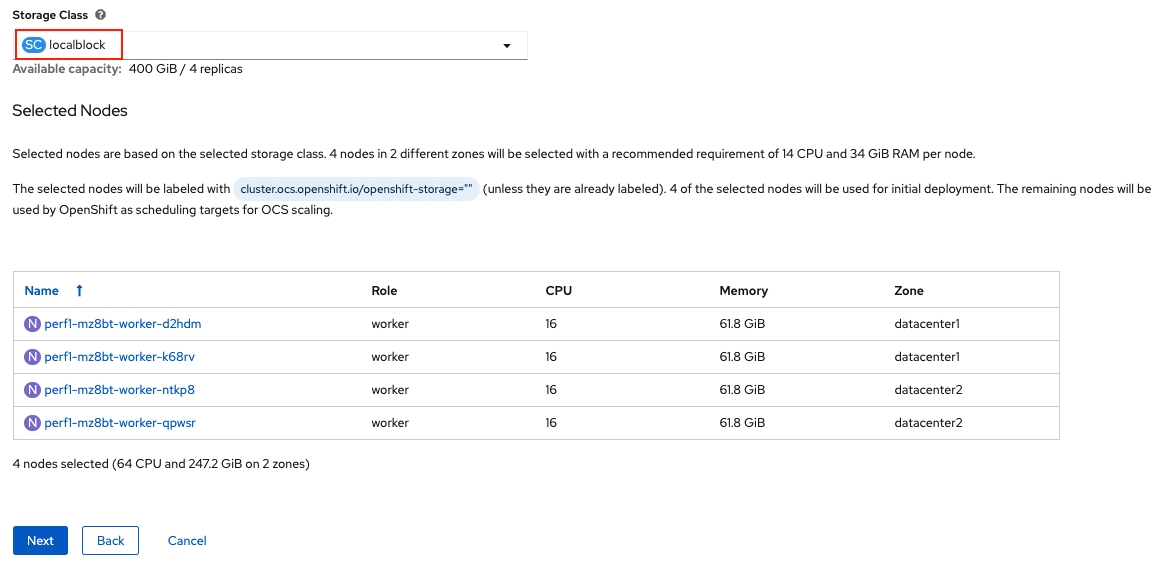 Storage Class ?
SC localblock
Available capacity: 400 GiB / 4 replicas
Selected Nodes
Selected nodes are based on the selected storage class. 4 nodes in 2 different zones will be selected with a recommended requirement of 14 CPU and 34 GiB RAM per node.
The selected nodes will be labeled with cluster.ocs.openshift.io/openshift-storage="" (unless they are already labeled). 4 of the selected nodes will be used for initial deployment. The remaining nodes will be
used by OpenShift as scheduling targets for OCS scaling.
Name ↑ Role CPU Memory Zone
N perf1-mz8bt-worker-d2hdm worker 16 61.8 GiB datacenter1
N perf1-mz8bt-worker-k68rv worker 16 61.8 GiB datacenter1
N perf1-mz8bt-worker-ntkp8 worker 16 61.8 GiB datacenter2
N perf1-mz8bt-worker-qpwsr worker 16 61.8 GiB datacenter2
4 nodes selected (64 CPU and 247.2 GiB on 2 zones)
Next Back Cancel